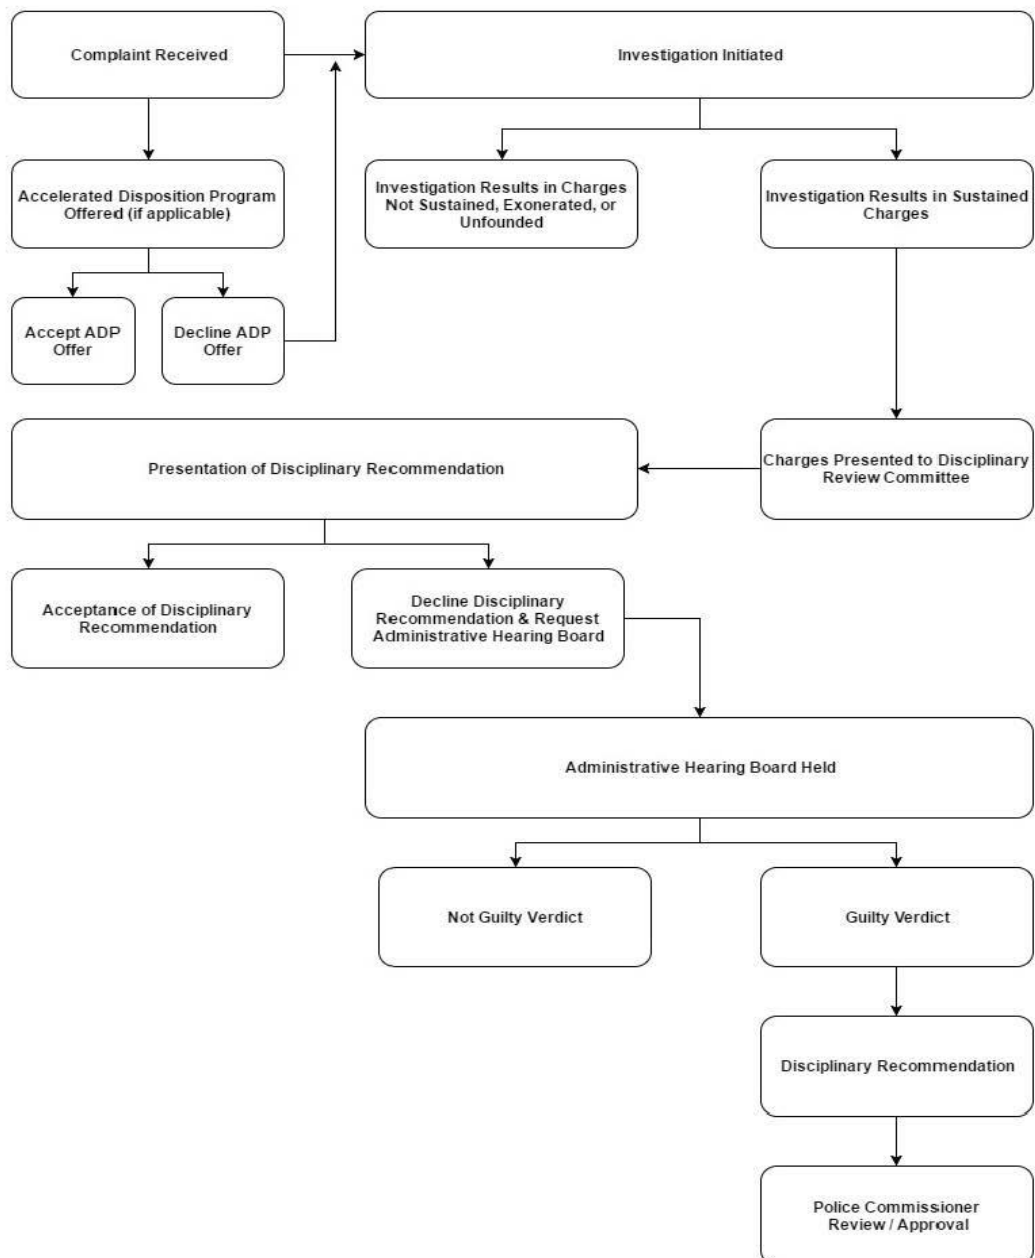 Complaint Received
Investigation Initiated
Accelerated Disposition Program
Offered (if applicable)
Investigation Results in Charges
Not Sustained, Exonerated, or
Unfounded
Investigation Results in Sustained
Charges
Accept ADP
Offer
Decline ADP
Offer
Presentation of Disciplinary Recommendation
Charges Presented to Disciplinary
Review Committee
Acceptance of Disciplinary
Recommendation
Decline Disciplinary
Recommendation & Request
Administrative Hearing Board
Administrative Hearing Board Held
Not Guilty Verdict
Guilty Verdict
Disciplinary Recommendation
Police Commissioner
Review / Approval